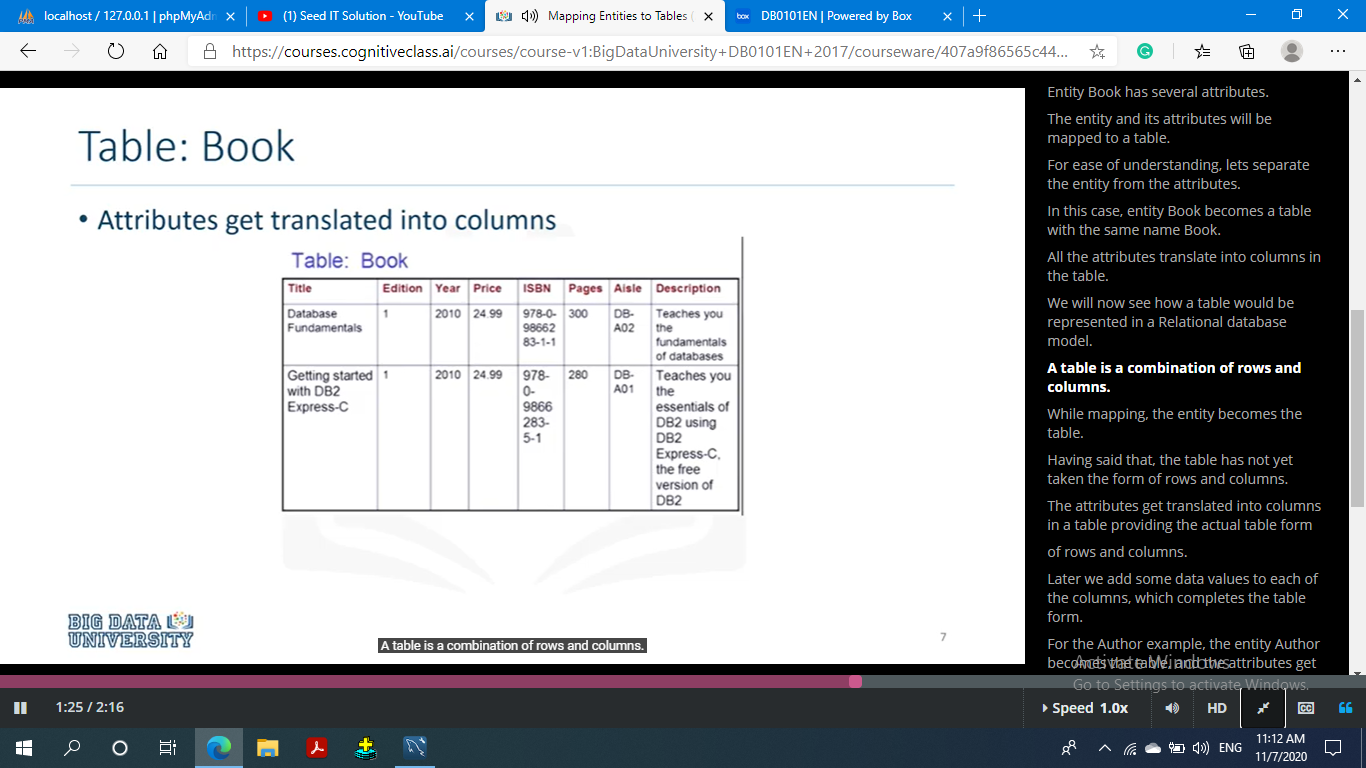 localhost / 127.0.0.1 | phpMyAdn
(1) Seed IT Solution - YouTube
Mapping Entities to Tables (
box
DB0101EN | Powered by Box
https://courses.cognitiveclass.ai/courses/course-v1:BigDataUniversity+DB0101EN+2017/courseware/407a9f86565c44...
Table: Book
• Attributes get translated into columns
Table: Book
Title Edition Year Price ISBN Pages Aisle Description
Database Fundamentals 1 2010 24.99 978-0-98662 83-1-1 300 DB-A02 Teaches you the fundamentals of databases
Getting started with DB2 Express-C 1 2010 24.99 978-0-9866 283-5-1 280 DB-A01 Teaches you the essentials of DB2 using DB2 Express-C, the free version of DB2
BIG DATA
UNIVERSITY
A table is a combination of rows and columns.
7
Entity Book has several attributes.
The entity and its attributes will be
mapped to a table.
For ease of understanding, lets separate
the entity from the attributes.
In this case, entity Book becomes a table
with the same name Book.
All the attributes translate into columns in
the table.
We will now see how a table would be
represented in a Relational database
model.
A table is a combination of rows and
columns.
While mapping, the entity becomes the
table.
Having said that, the table has not yet
taken the form of rows and columns.
The attributes get translated into columns
in a table providing the actual table form
of rows and columns.
Later we add some data values to each of
the columns, which completes the table
form.
For the Author example, the entity Author
becomes the table, and the attributes get
Activate Windows
Go to Settings to activate Windows.
1:25 / 2:16
Speed 1.0x
HD
CC
ENG
11:12 AM
11/7/2020